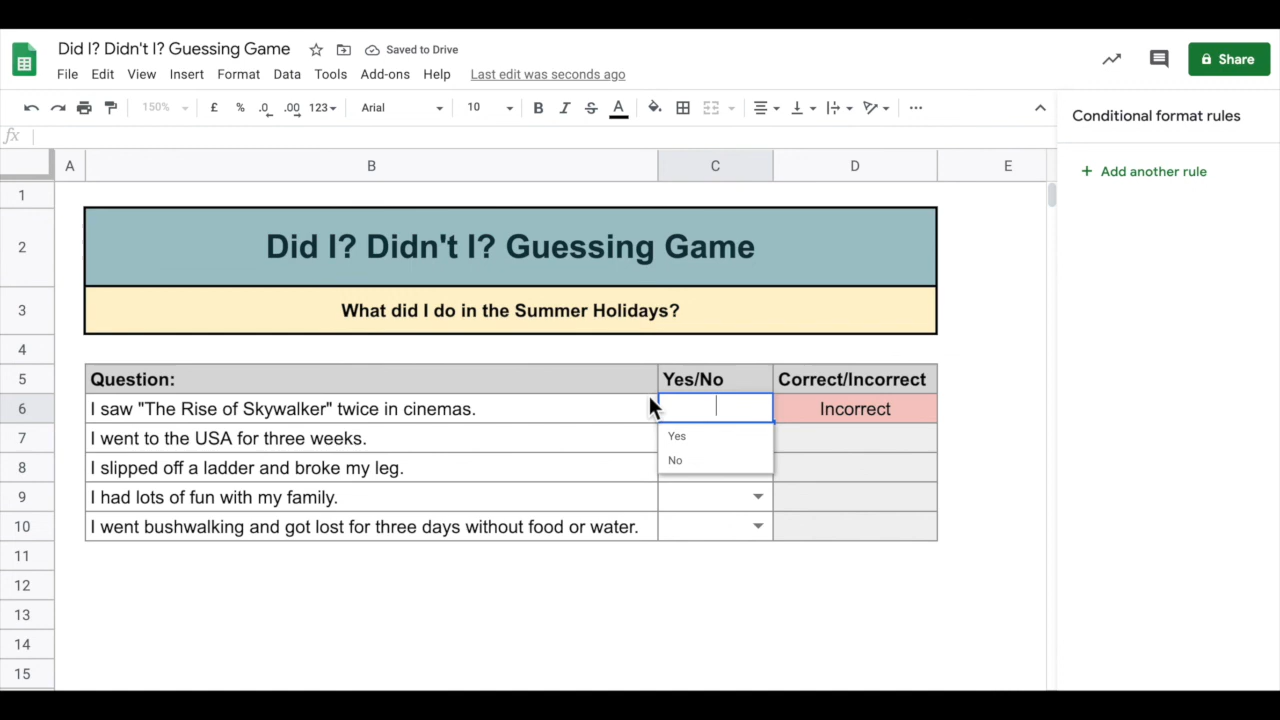 Did I? Didn't I? Guessing Game
Saved to Drive
File Edit View Insert Format Data Tools Add-ons Help Last edit was seconds ago
Share
150% £ % .0 .00 123 Arial 10 B I S A
Conditional format rules
fx
+ Add another rule
A B C D E
1
2 Did I? Didn't I? Guessing Game
3 What did I do in the Summer Holidays?
4
5 Question: Yes/No Correct/Incorrect
6 I saw "The Rise of Skywalker" twice in cinemas. Incorrect
7 I went to the USA for three weeks. Yes
8 I slipped off a ladder and broke my leg. No
9 I had lots of fun with my family.
10 I went bushwalking and got lost for three days without food or water.
11
12
13
14
15